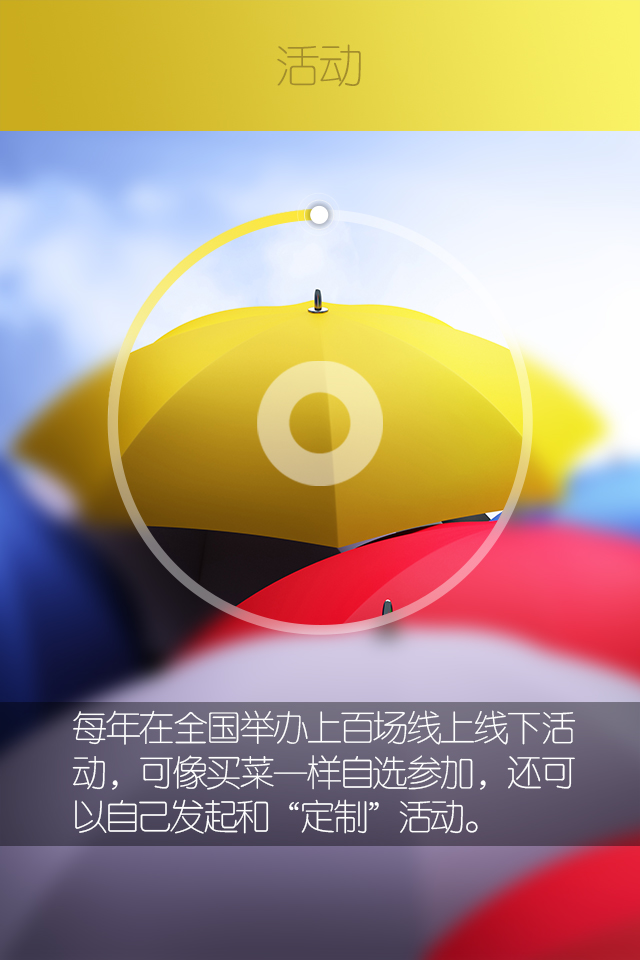 活动
每年在全国举办上百场线上线下活
动，可像买菜一样自选参加，还可
以自己发起和“定制”活动。